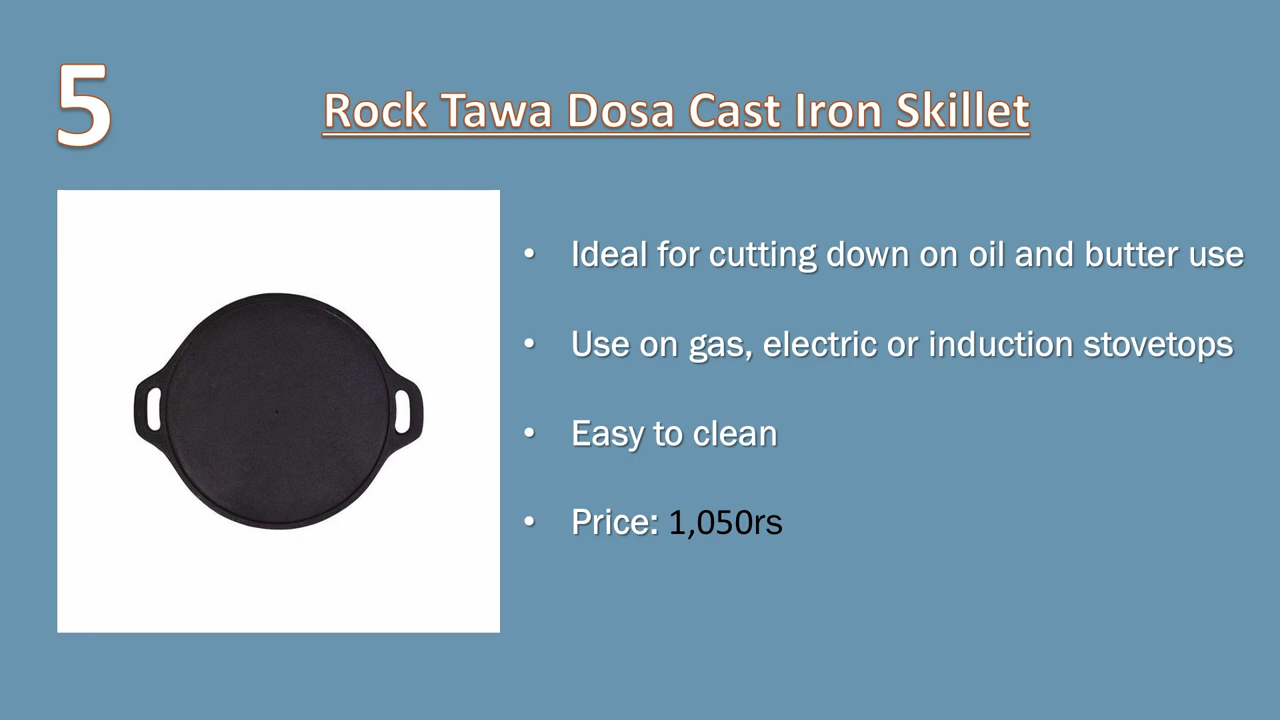 5
Rock Tawa Dosa Cast Iron Skillet
• Ideal for cutting down on oil and butter use
• Use on gas, electric or induction stovetops
• Easy to clean
• Price: 1,050rs